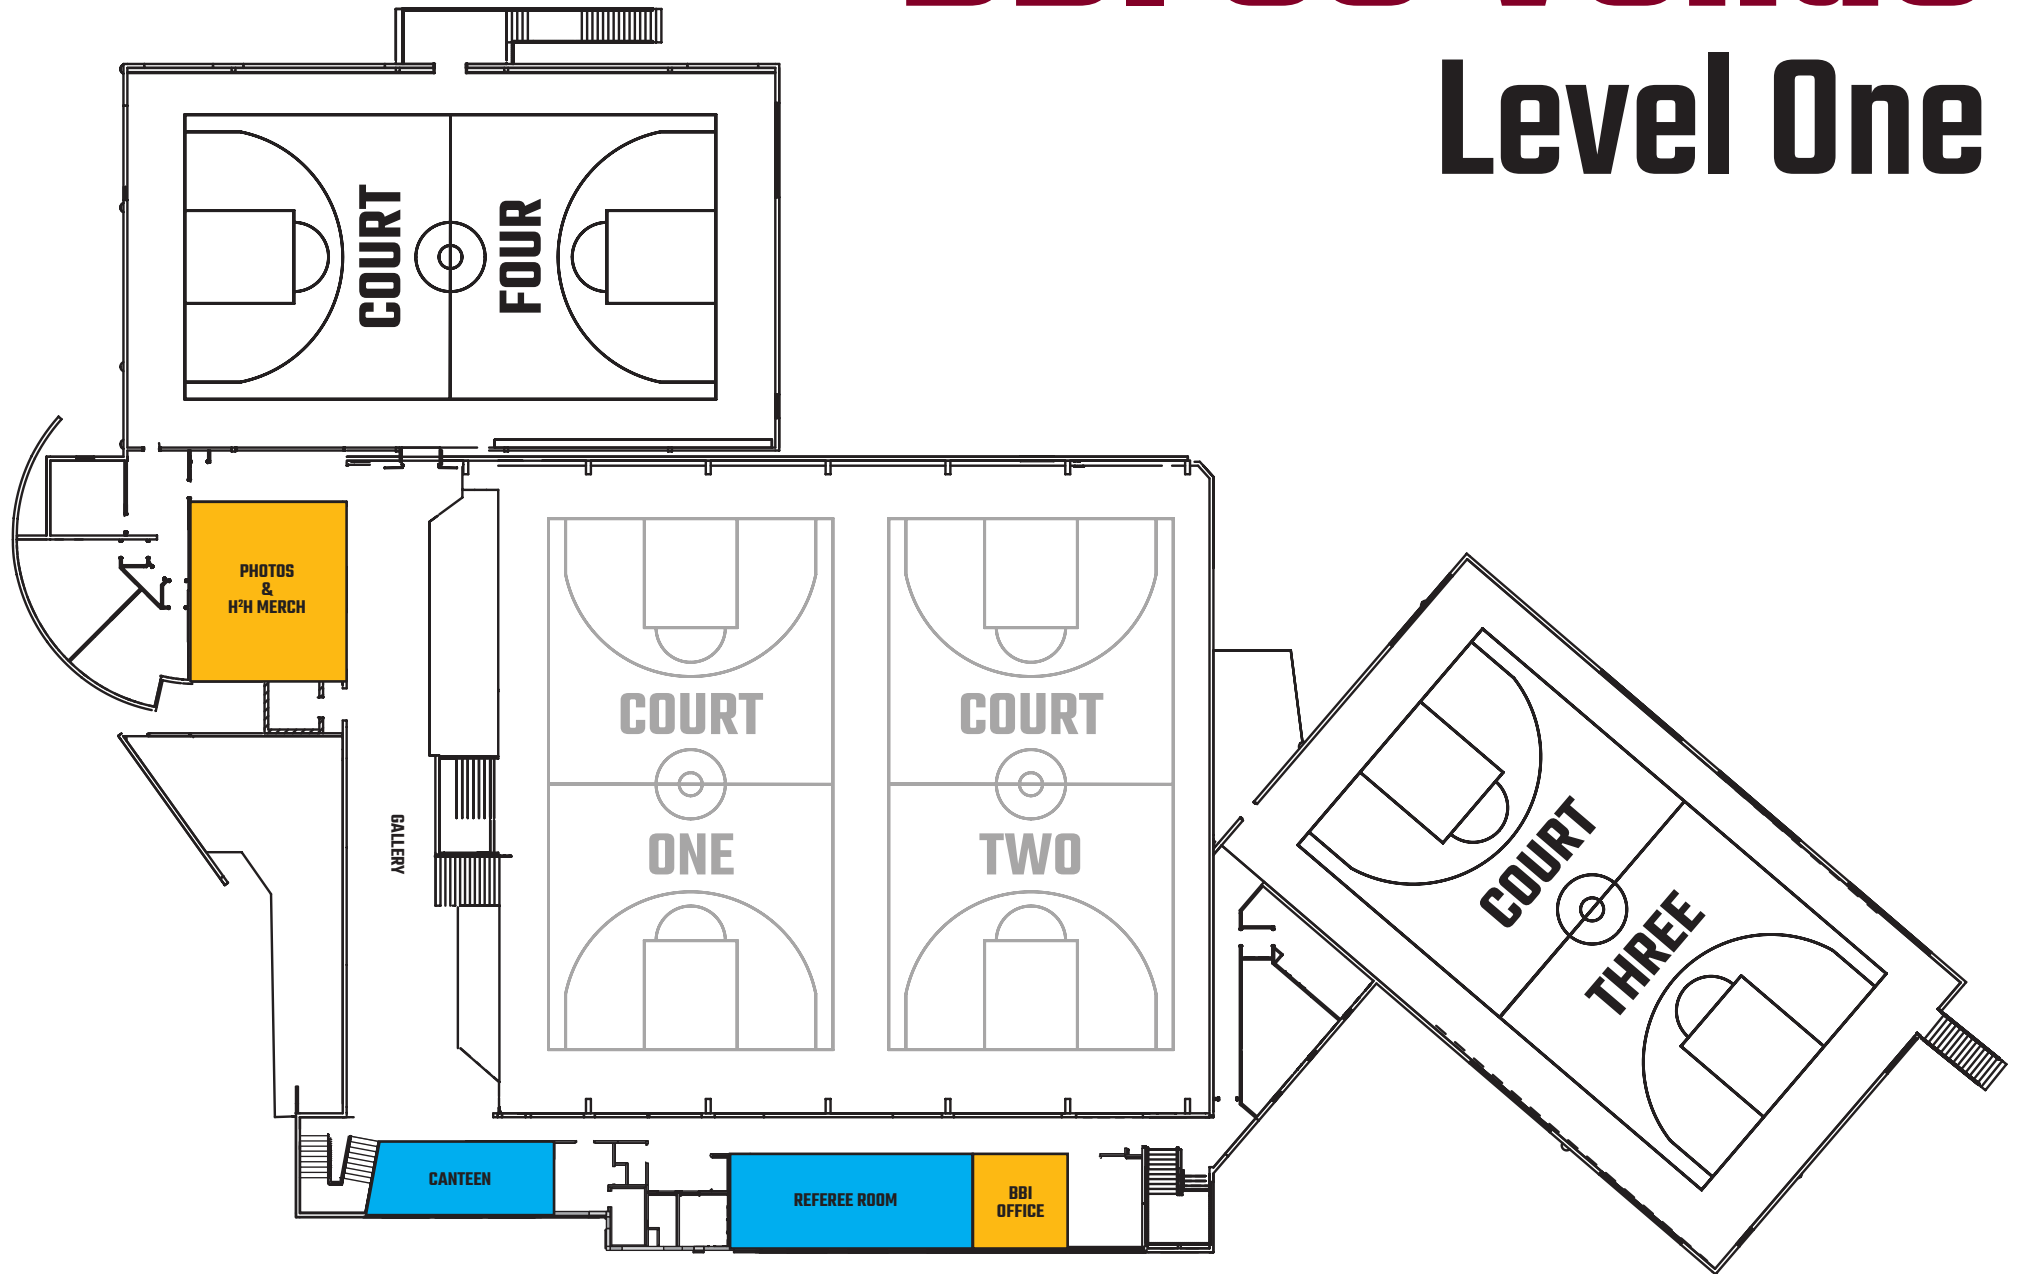 Level One
COURT
FOUR
PHOTOS
&
H²H MERCH
COURT
ONE
COURT
TWO
GALLERY
COURT
THREE
CANTEEN
REFEREE ROOM
BBI
OFFICE